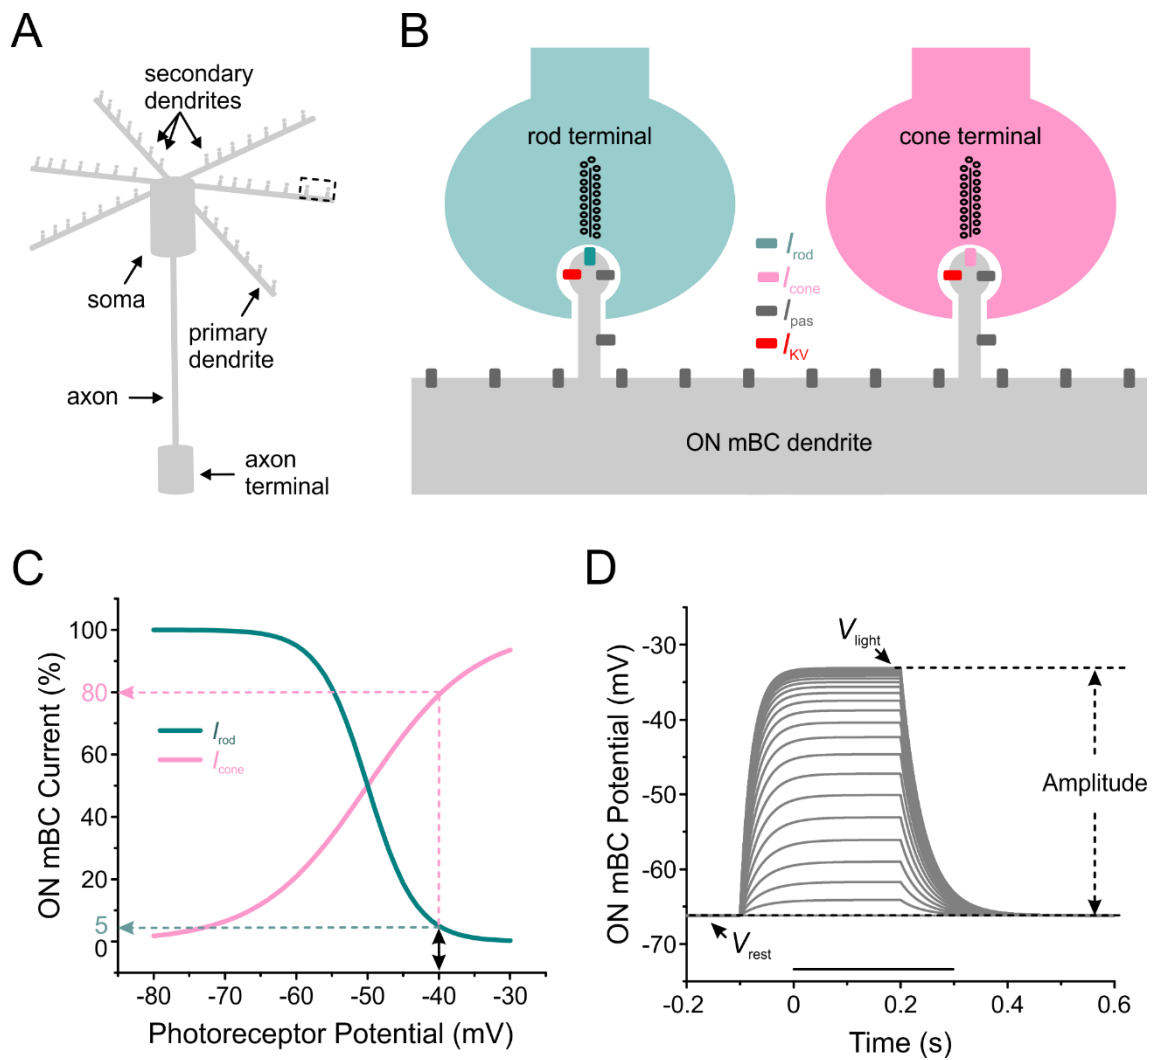 A
secondary
dendrites
soma
primary
dendrite
axon
axon
terminal
B
rod terminal
cone terminal
Irod
Icone
Ipas
IKV
ON mBC dendrite
C
ON mBC Current (%)
100
80
60
40
20
5
0
Irod
Icone
-80
-70
-60
-50
-40
-30
Photoreceptor Potential (mV)
D
ON mBC Potential (mV)
-30
-40
-50
-60
-70
Vlight
Amplitude
Vrest
-0.2
0
0.2
0.4
0.6
Time (s)